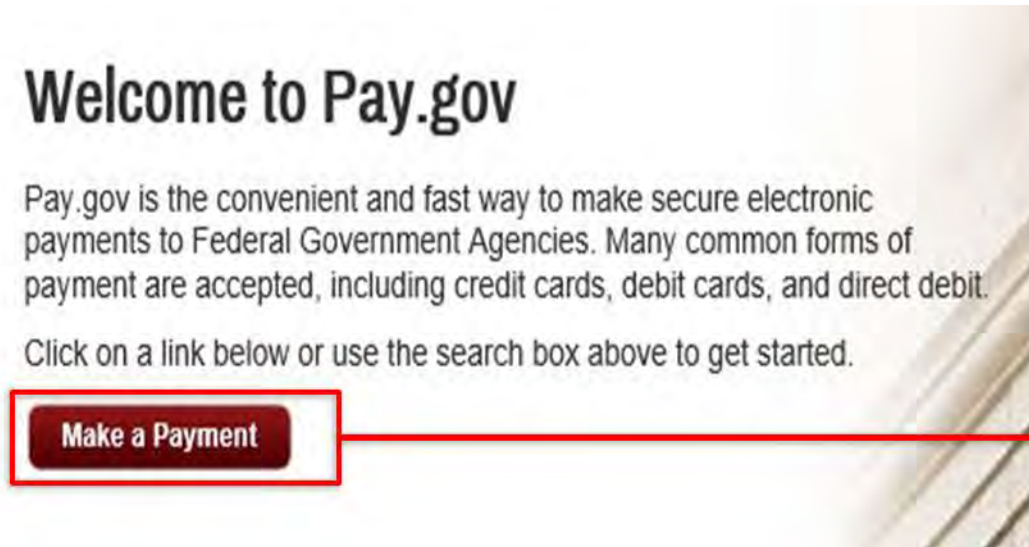 Welcome to Pay.gov
Pay.gov is the convenient and fast way to make secure electronic
payments to Federal Government Agencies. Many common forms of
payment are accepted, including credit cards, debit cards, and direct debit.
Click on a link below or use the search box above to get started.
Make a Payment